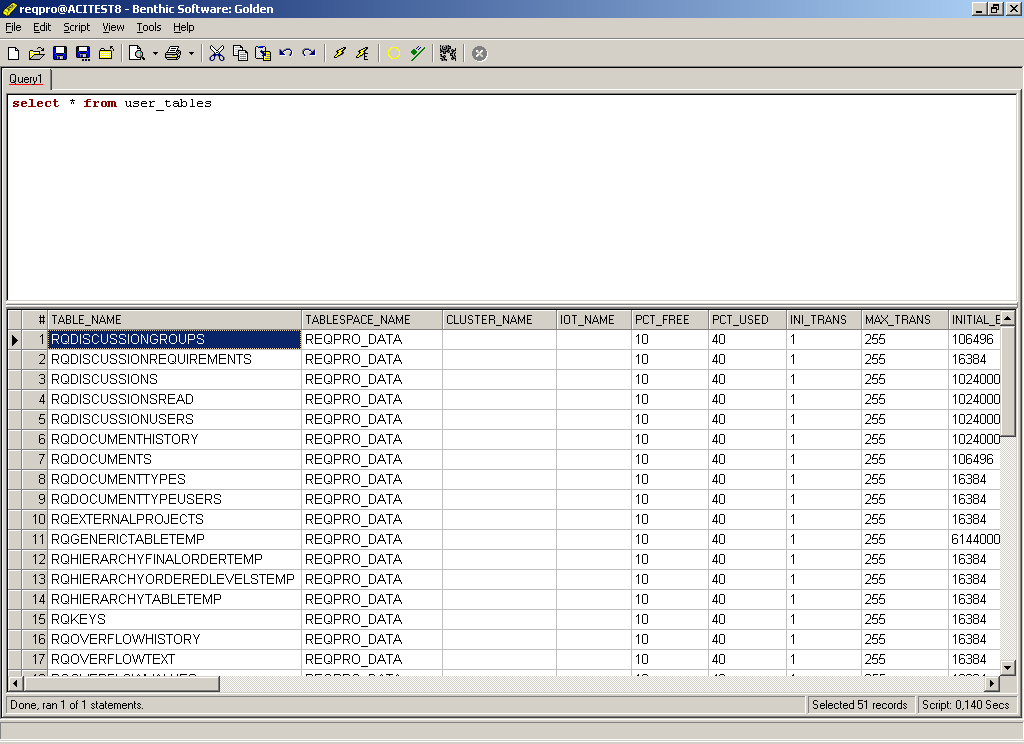 reqpro@ACITEST8 - Benthic Software: Golden
File Edit Script View Tools Help
Query1
select * from user_tables
# TABLE_NAME TABLESPACE_NAME CLUSTER_NAME IOT_NAME PCT_FREE PCT_USED INI_TRANS MAX_TRANS INITIAL_E
1 RQDISCUSSIONGROUPS REQPRO_DATA 10 40 1 255 106496
2 RQDISCUSSIONREQUIREMENTS REQPRO_DATA 10 40 1 255 16384
3 RQDISCUSSIONS REQPRO_DATA 10 40 1 255 1024000
4 RQDISCUSSIONSREAD REQPRO_DATA 10 40 1 255 1024000
5 RQDISCUSSIONUSERS REQPRO_DATA 10 40 1 255 1024000
6 RQDOCUMENTHISTORY REQPRO_DATA 10 40 1 255 1024000
7 RQDOCUMENTS REQPRO_DATA 10 40 1 255 106496
8 RQDOCUMENTTYPES REQPRO_DATA 10 40 1 255 16384
9 RQDOCUMENTTYPEUSERS REQPRO_DATA 10 40 1 255 16384
10 RQEXTERNALPROJECTS REQPRO_DATA 10 40 1 255 16384
11 RQGENERICTABLETEMP REQPRO_DATA 10 40 1 255 6144000
12 RQHIERARCHYFINALORDERTEMP REQPRO_DATA 10 40 1 255 16384
13 RQHIERARCHYORDEREDLEVELSTEMP REQPRO_DATA 10 40 1 255 16384
14 RQHIERARCHYTABLETEMP REQPRO_DATA 10 40 1 255 16384
15 RQKEYS REQPRO_DATA 10 40 1 255 16384
16 RQOVERFLOWHISTORY REQPRO_DATA 10 40 1 255 16384
17 RQOVERFLOWTEXT REQPRO_DATA 10 40 1 255 16384
Done, ran 1 of 1 statements. Selected 51 records Script: 0,140 Secs